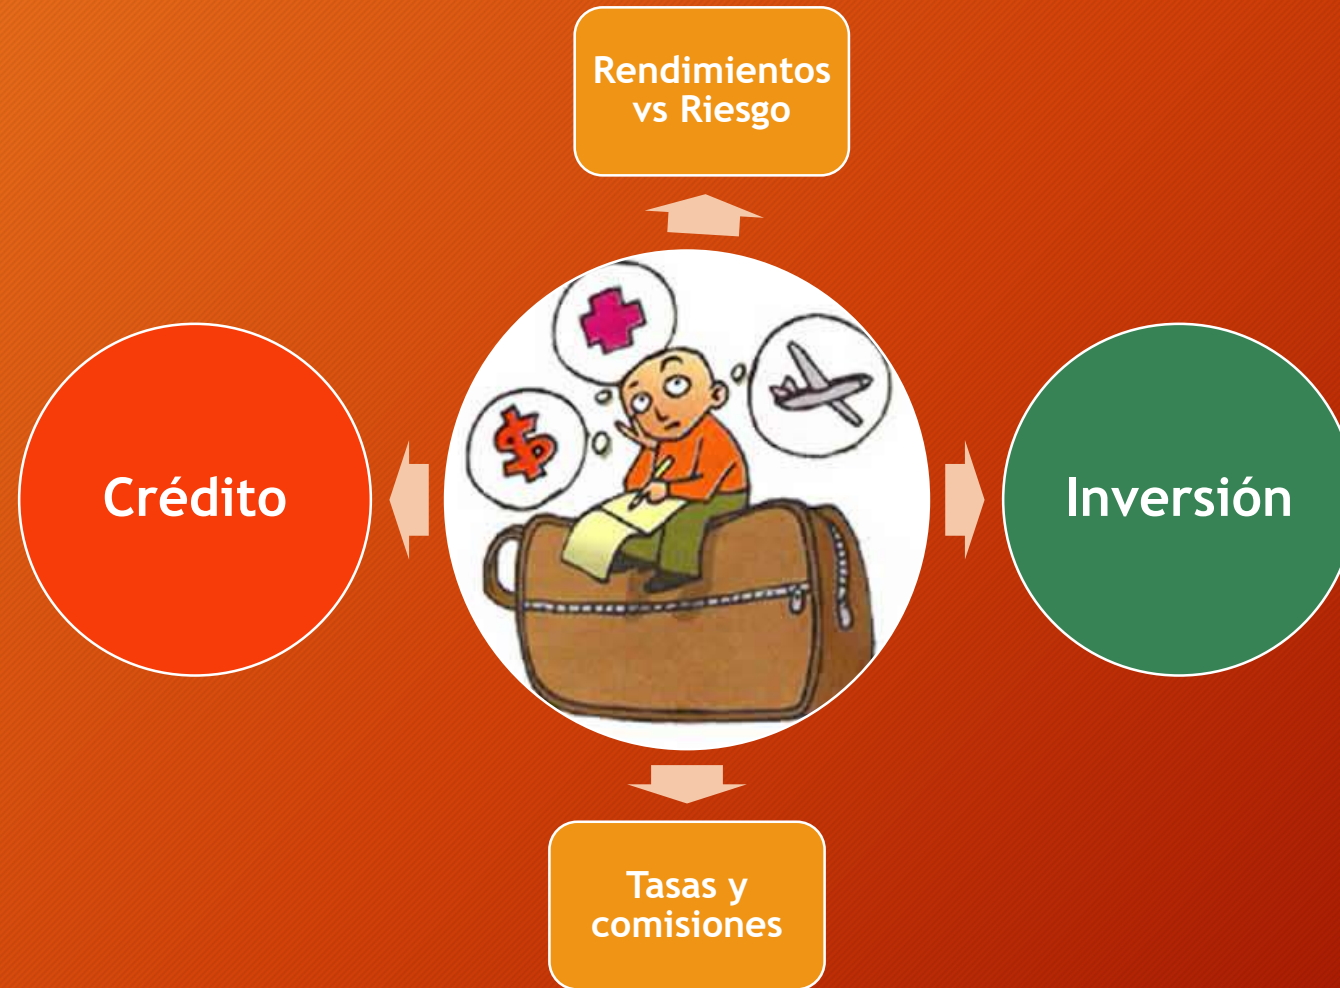 Rendimientos
vs Riesgo
Crédito
Inversión
Tasas y
comisiones